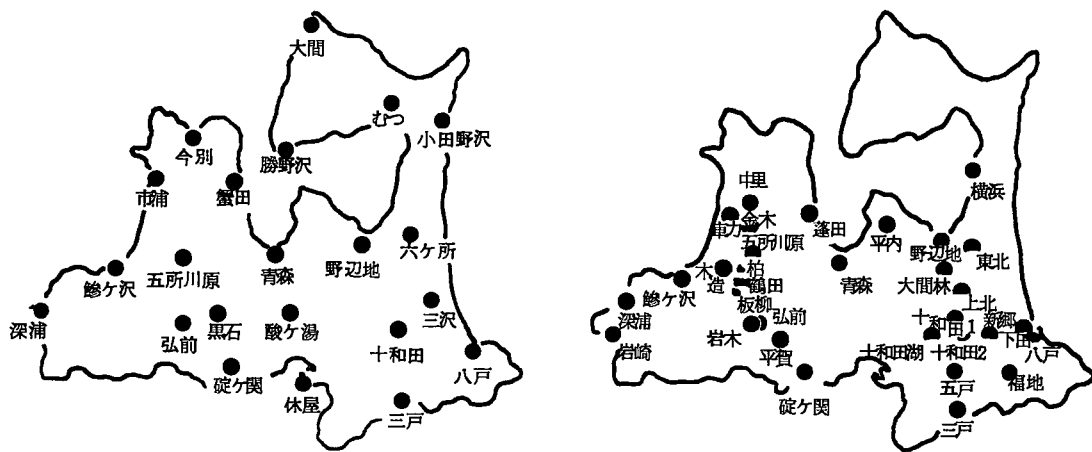 大間
むつ
小田野沢
今別
勝野沢
市浦
蟹田
六ケ所
青森
野辺地
五所川原
鰺ケ沢
三沢
深浦
黒石
酸ケ湯
弘前
十和田
八戸
碇ケ関
休屋
三戸
中里
横浜
金木
車力
五所川原
蓬田
平内
野辺地
東北
木造
柏
鶴田
青森
大間林
鰺ケ沢
板柳
上北
深浦
弘前
十和田1
新郷
下田
岩崎
岩木
平賀
十和田湖
十和田2
八戸
五戸
福地
碇ケ関
三戸